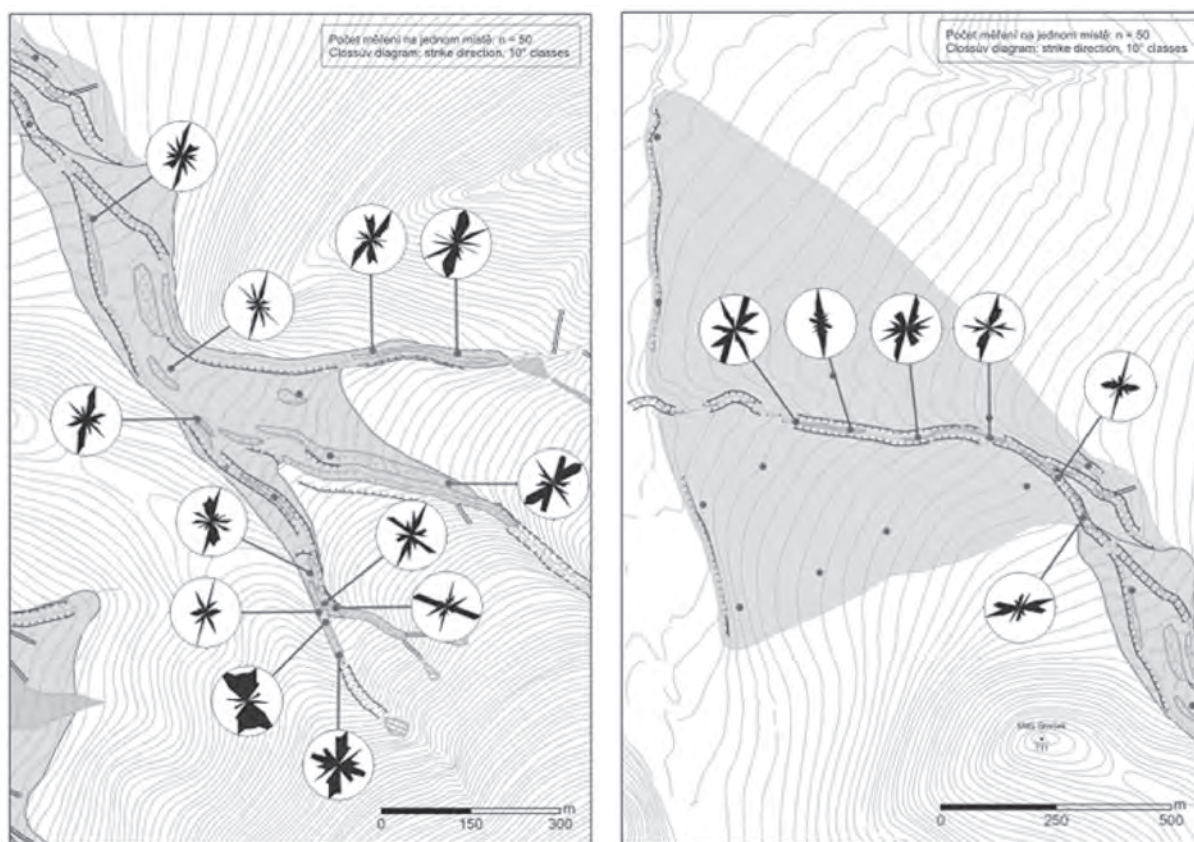 Počet měření na jednom místě: n = 50
Clossův diagram: strike direction, 10° classes
m
0 150 300
Počet měření na jednom místě: n = 50
Clossův diagram: strike direction, 10° classes
m
0 250 500